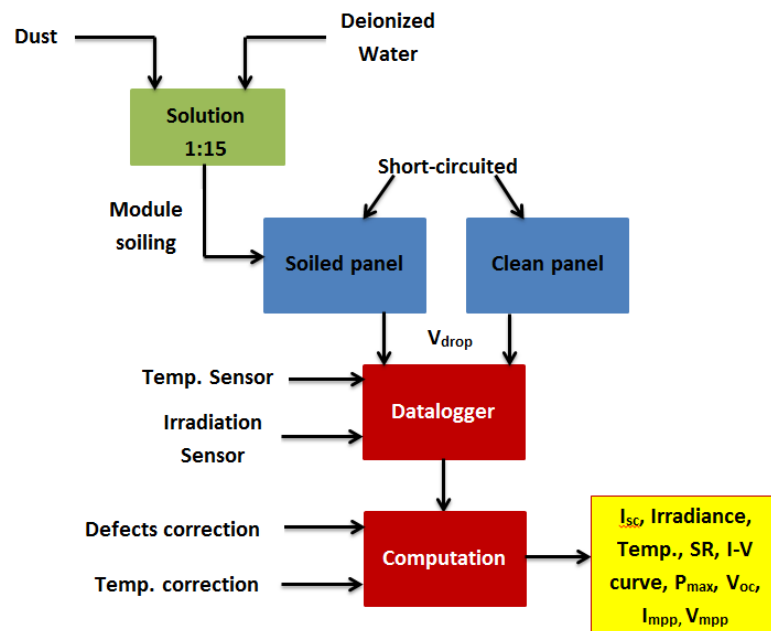 Dust
Deionized
Water
Solution
1:15
Short-circuited
Module
soiling
Soiled panel
Clean panel
Vdrop
Temp. Sensor
Datalogger
Irradiation
Sensor
Defects correction
Computation
Temp. correction
Isc, Irradiance,
Temp., SR, I-V
curve, Pmax, Voc,
Impp, Vmpp